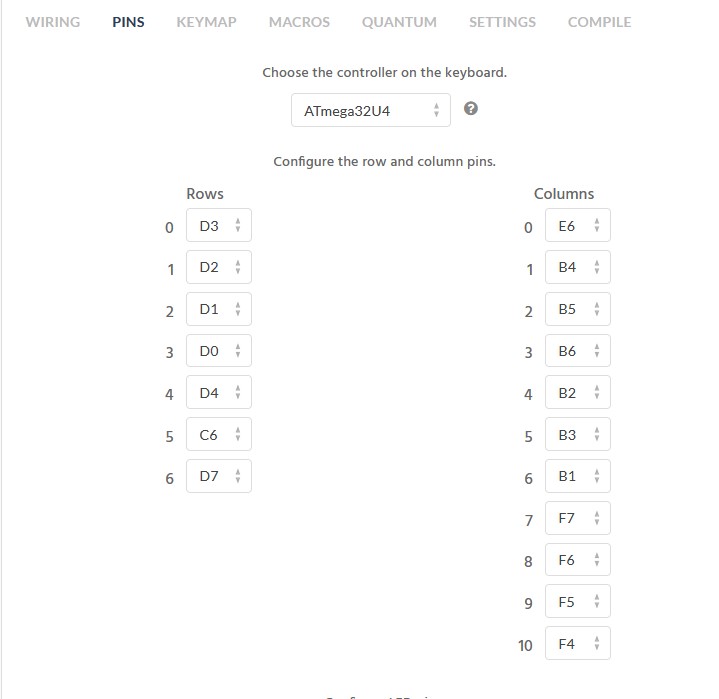 WIRING PINS KEYMAP MACROS QUANTUM SETTINGS COMPILE
Choose the controller on the keyboard.
ATmega32U4 ?
Configure the row and column pins.
Rows Columns
0 D3 0 E6
1 D2 1 B4
2 D1 2 B5
3 D0 3 B6
4 D4 4 B2
5 C6 5 B3
6 D7 6 B1
7 F7
8 F6
9 F5
10 F4